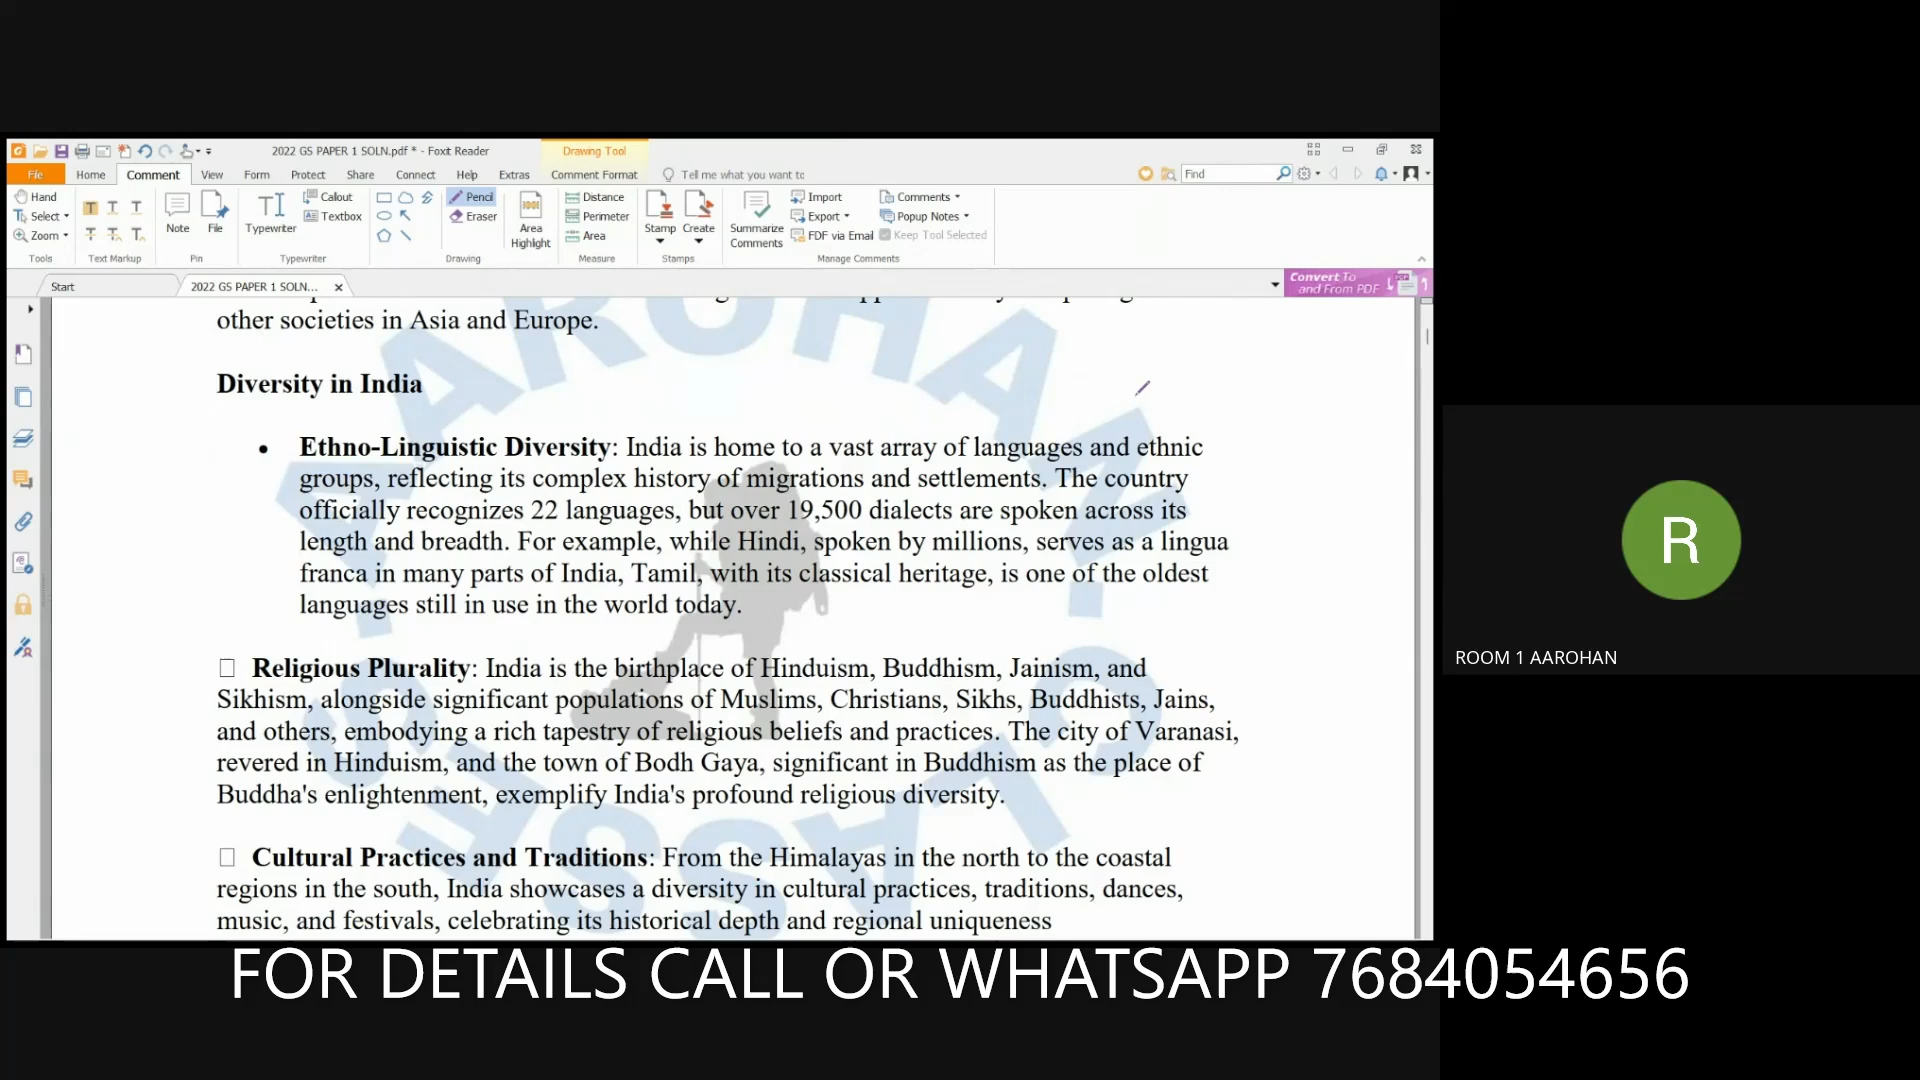 2022 GS PAPER 1 SOLN.pdf * - Foxit Reader
Drawing Tool
File Home Comment View Form Protect Share Connect Help Extras Comment Format Tell me what you want to Find
Hand
Select
Zoom
Tools
Text Markup
Note
File
Pin
Typewriter
Callout
Textbox
Typewriter
Pencil
Eraser
Area
Highlight
Drawing
Distance
Perimeter
Area
Measure
Stamp
Create
Stamps
Summarize
Comments
Import
Export
FDF via Email
Comments
Popup Notes
Keep Tool Selected
Manage Comments
Start
2022 GS PAPER 1 SOLN...
Convert To
and From PDF
other societies in Asia and Europe.
Diversity in India
• Ethno-Linguistic Diversity: India is home to a vast array of languages and ethnic
groups, reflecting its complex history of migrations and settlements. The country
officially recognizes 22 languages, but over 19,500 dialects are spoken across its
length and breadth. For example, while Hindi, spoken by millions, serves as a lingua
franca in many parts of India, Tamil, with its classical heritage, is one of the oldest
languages still in use in the world today.
Religious Plurality: India is the birthplace of Hinduism, Buddhism, Jainism, and
Sikhism, alongside significant populations of Muslims, Christians, Sikhs, Buddhists, Jains,
and others, embodying a rich tapestry of religious beliefs and practices. The city of Varanasi,
revered in Hinduism, and the town of Bodh Gaya, significant in Buddhism as the place of
Buddha's enlightenment, exemplify India's profound religious diversity.
Cultural Practices and Traditions: From the Himalayas in the north to the coastal
regions in the south, India showcases a diversity in cultural practices, traditions, dances,
music, and festivals, celebrating its historical depth and regional uniqueness
AAROHAN
CLASSES
R
ROOM 1 AAROHAN
FOR DETAILS CALL OR WHATSAPP 7684054656